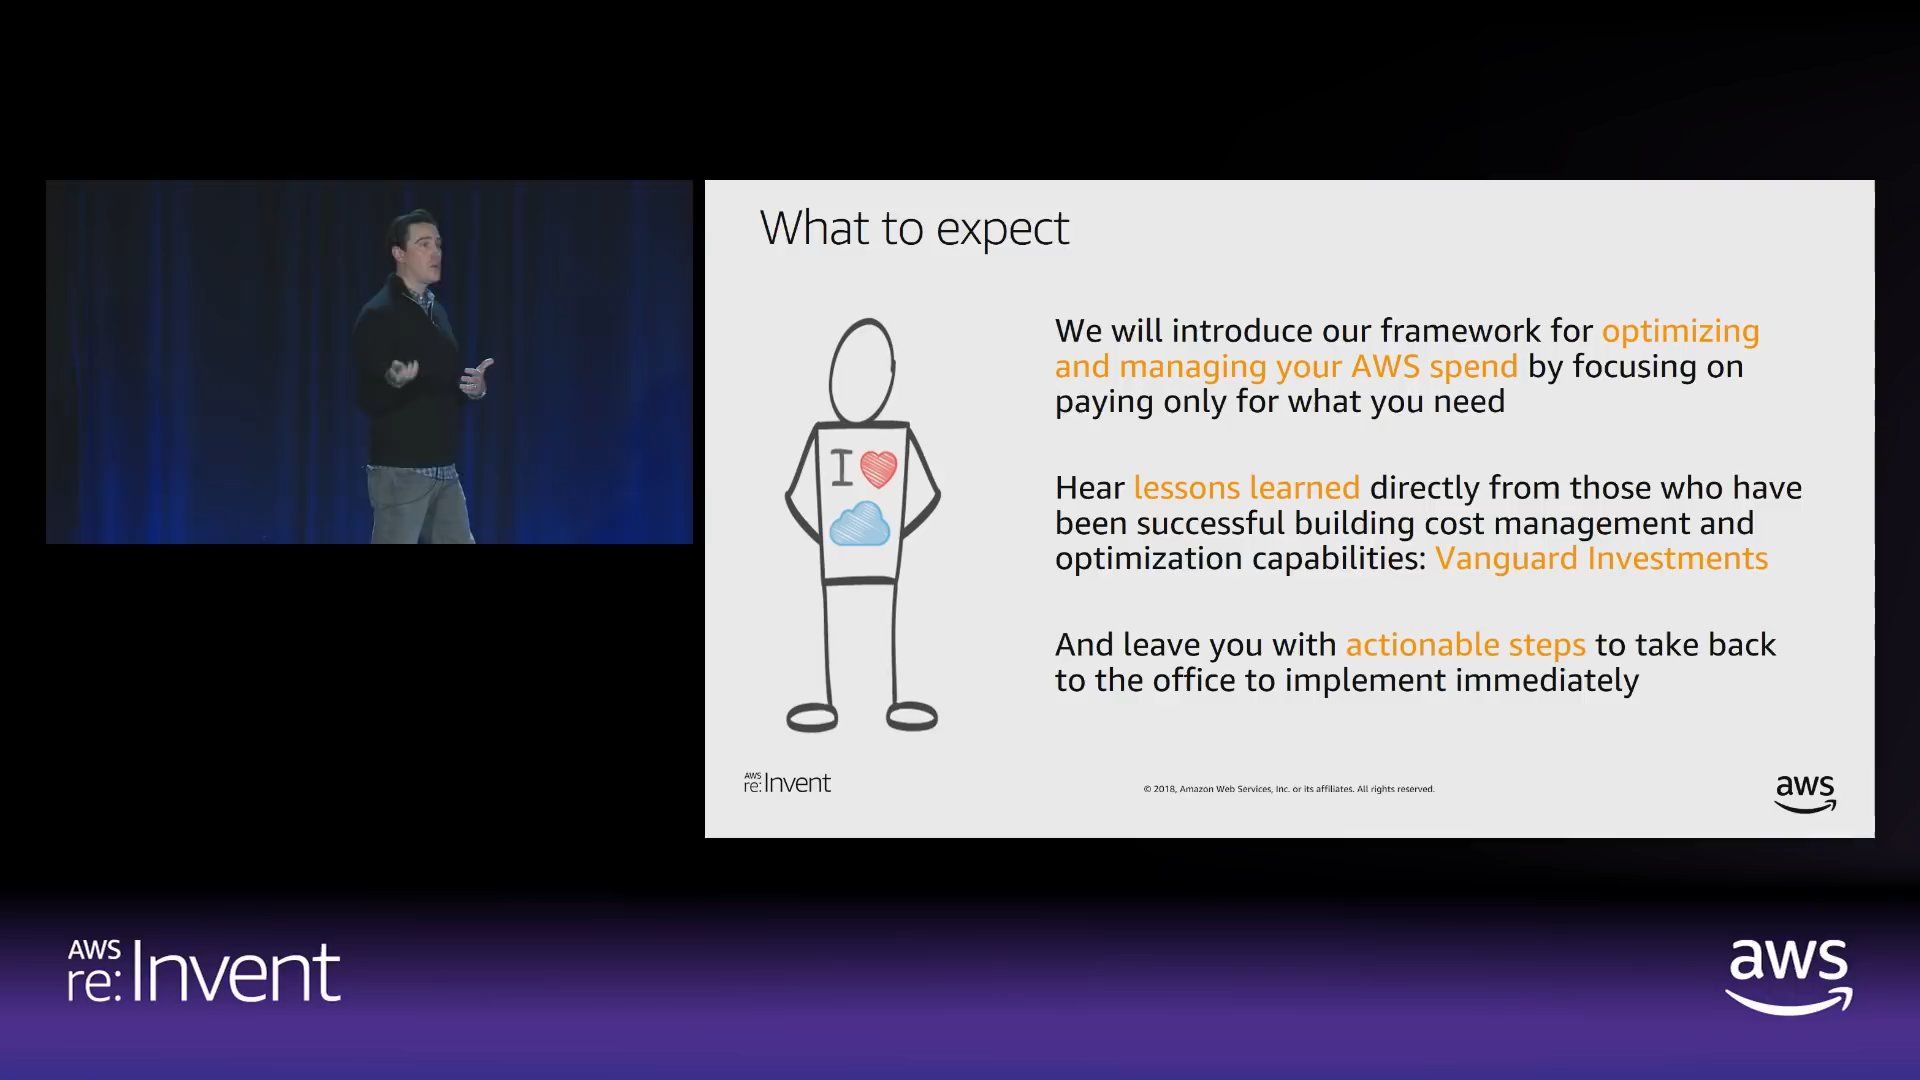 What to expect
We will introduce our framework for optimizing
and managing your AWS spend by focusing on
paying only for what you need
I
Hear lessons learned directly from those who have
been successful building cost management and
optimization capabilities: Vanguard Investments
And leave you with actionable steps to take back
to the office to implement immediately
AWS
re:Invent
© 2018, Amazon Web Services, Inc. or its affiliates. All rights reserved.
aws
AWS
re:Invent
aws